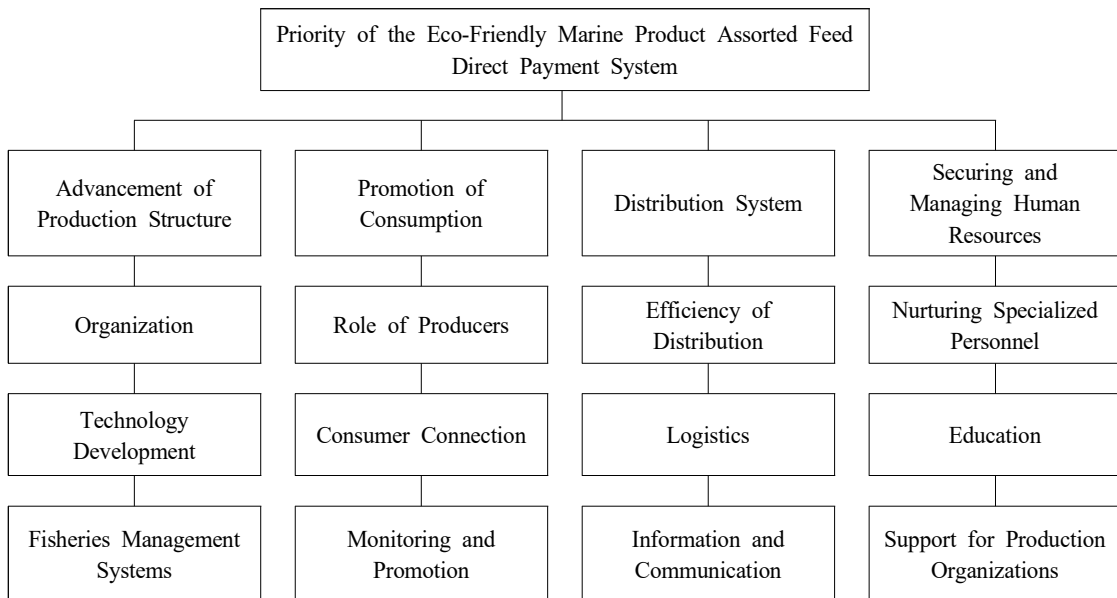 Priority of the Eco-Friendly Marine Product Assorted Feed
Direct Payment System
Advancement of
Production Structure
Promotion of
Consumption
Distribution System
Securing and
Managing Human
Resources
Organization
Role of Producers
Efficiency of
Distribution
Nurturing Specialized
Personnel
Technology
Development
Consumer Connection
Logistics
Education
Fisheries Management
Systems
Monitoring and
Promotion
Information and
Communication
Support for Production
Organizations